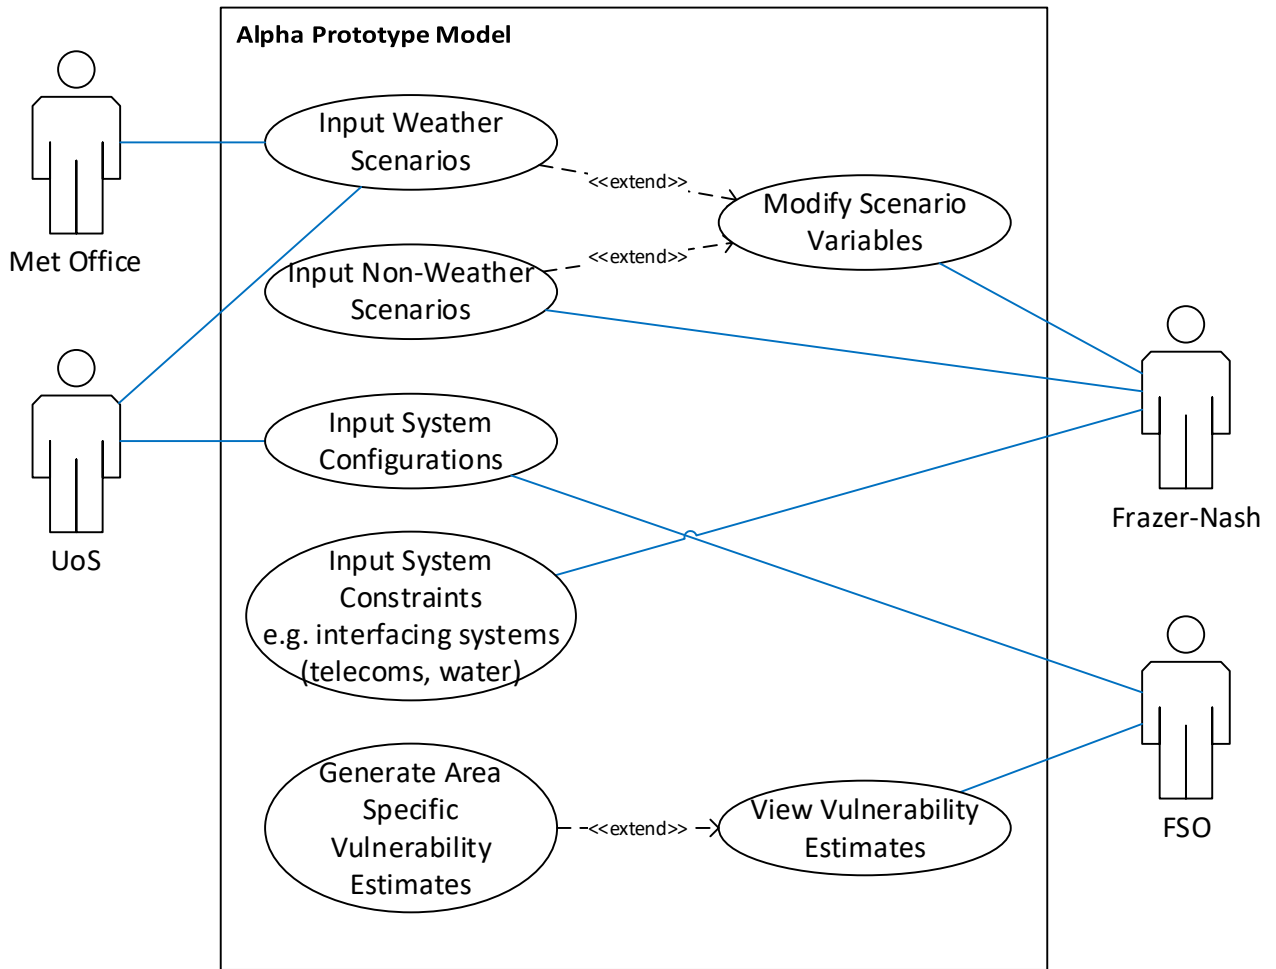 Alpha Prototype Model
Met Office
UoS
Input Weather
Scenarios
<<extend>>
Modify Scenario
Variables
<<extend>>
Input Non-Weather
Scenarios
Input System
Configurations
Input System
Constraints
e.g. interfacing systems
(telecoms, water)
Generate Area
Specific
Vulnerability
Estimates
<<extend>>
View Vulnerability
Estimates
Frazer-Nash
FSO